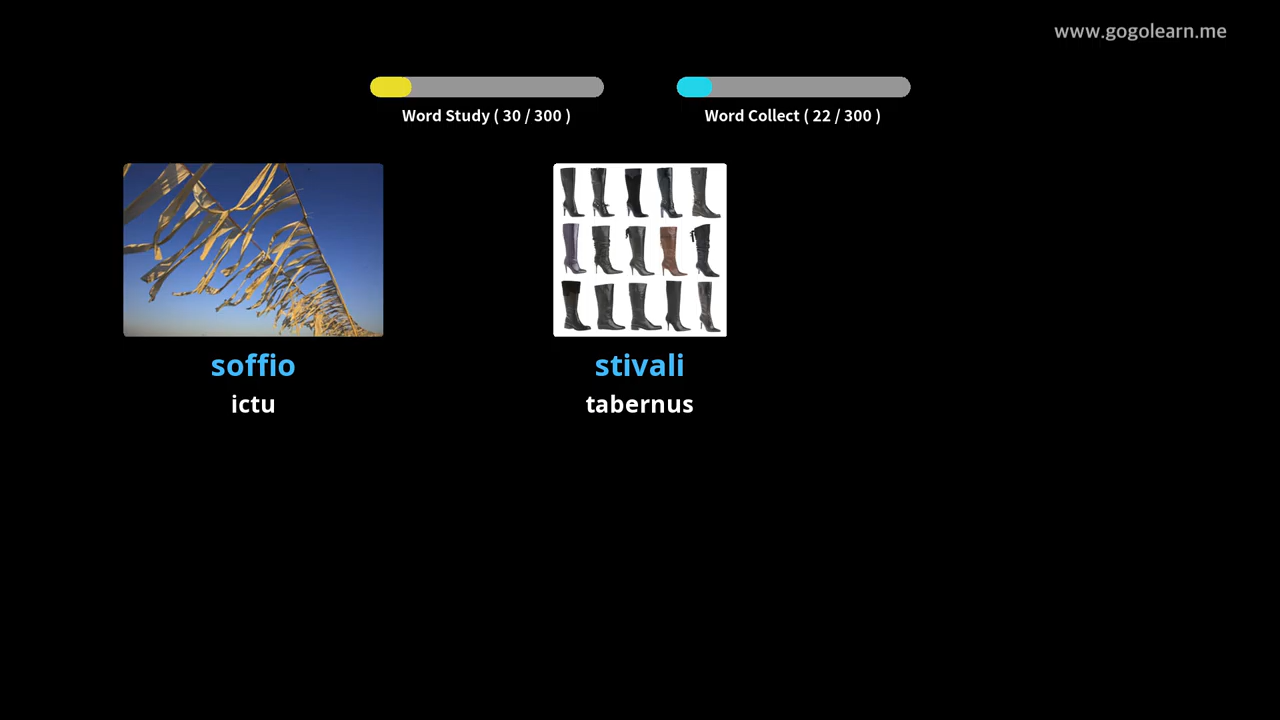 www.gogolearn.me
Word Study ( 30 / 300 )
Word Collect ( 22 / 300 )
soffio
ictu
stivali
tabernus